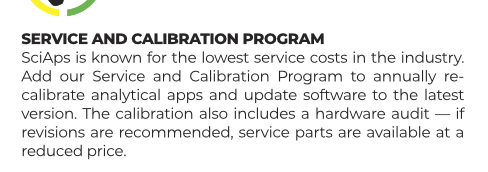 SERVICE AND CALIBRATION PROGRAM
SciAps is known for the lowest service costs in the industry.
Add our Service and Calibration Program to annually re-
calibrate analytical apps and update software to the latest
version. The calibration also includes a hardware audit — if
revisions are recommended, service parts are available at a
reduced price.